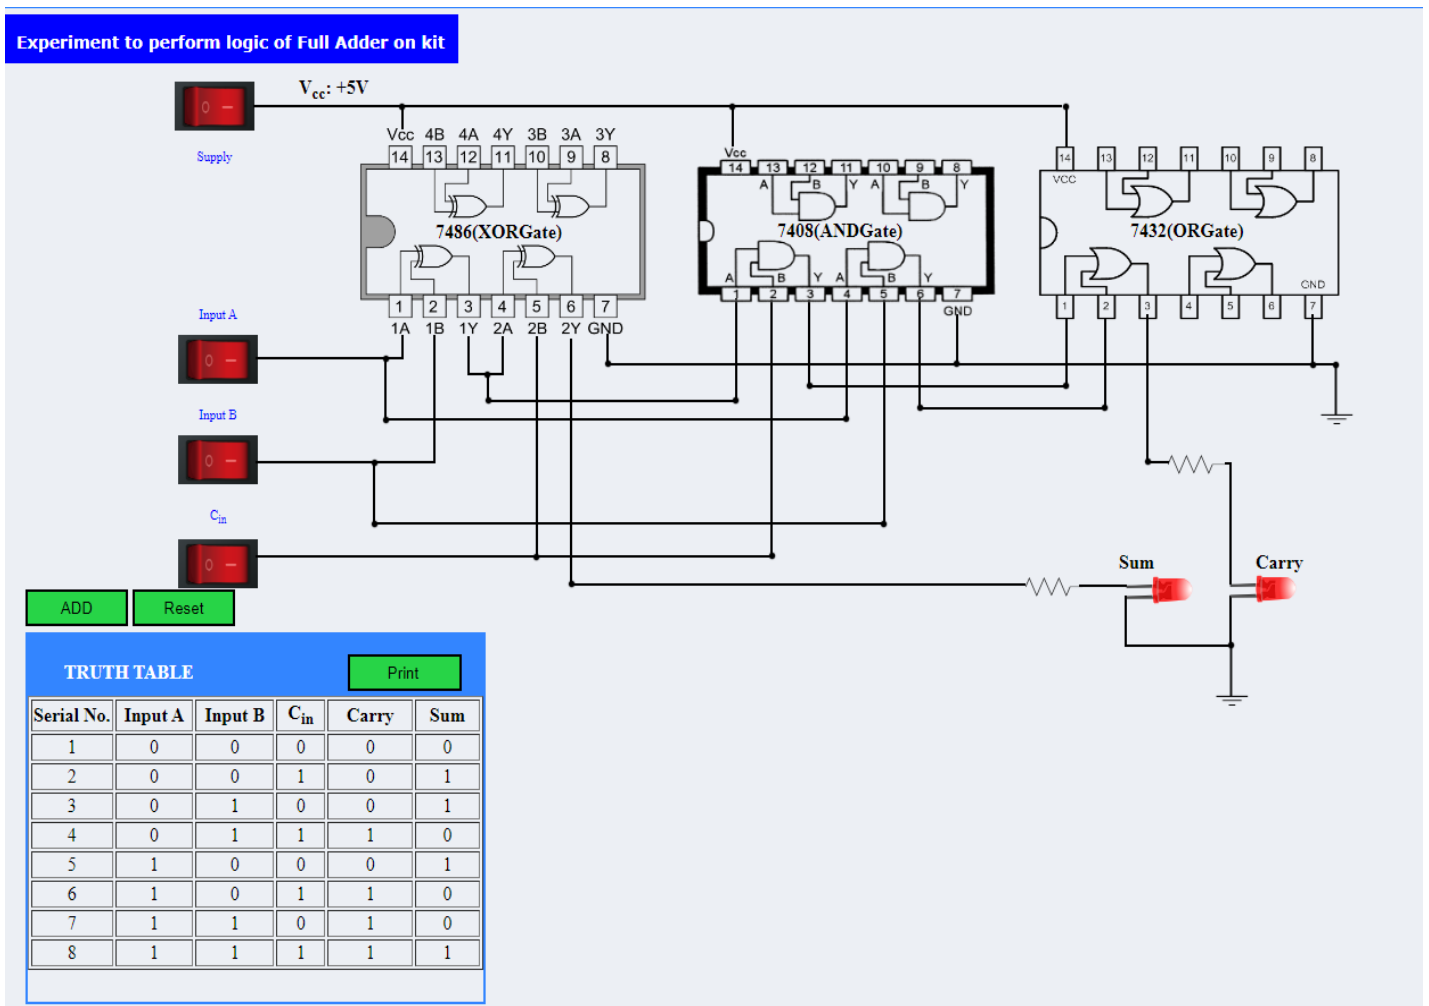 Experiment to perform logic of Full Adder on kit
Vcc: +5V
Supply
Vcc 4B 4A 4Y 3B 3A 3Y
14 13 12 11 10 9 8
7486(XORGate)
1 2 3 4 5 6 7
1A 1B 1Y 2A 2B 2Y GND
Vcc
14 13 12 11 10 9 8
A B Y A B Y
7408(ANDGate)
A B Y A B Y
1 2 3 4 5 6 7
GND
14 13 12 11 10 9 8
VCC
7432(ORGate)
GND
1 2 3 4 5 6 7
Input A
Input B
Cin
Sum
Carry
ADD
Reset
TRUTH TABLE
Print
Serial No. Input A Input B Cin Carry Sum
1 0 0 0 0 0
2 0 0 1 0 1
3 0 1 0 0 1
4 0 1 1 1 0
5 1 0 0 0 1
6 1 0 1 1 0
7 1 1 0 1 0
8 1 1 1 1 1